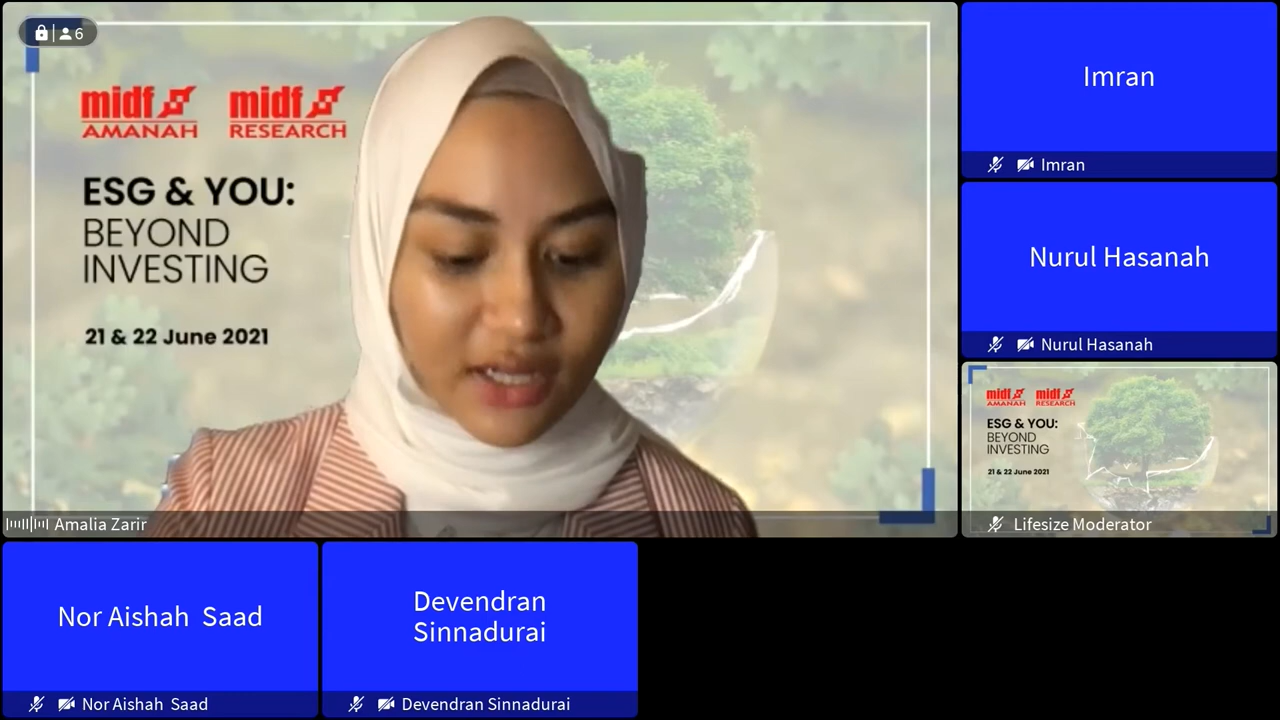 6
midf midf
AMANAH RESEARCH
ESG & YOU:
BEYOND
INVESTING
21 & 22 June 2021
Amalia Zarir
Imran
Imran
Nurul Hasanah
Nurul Hasanah
midf midf
AMANAH RESEARCH
ESG & YOU:
BEYOND
INVESTING
21 & 22 June 2021
Lifesize Moderator
Nor Aishah Saad
Nor Aishah Saad
Devendran
Sinnadurai
Devendran Sinnadurai